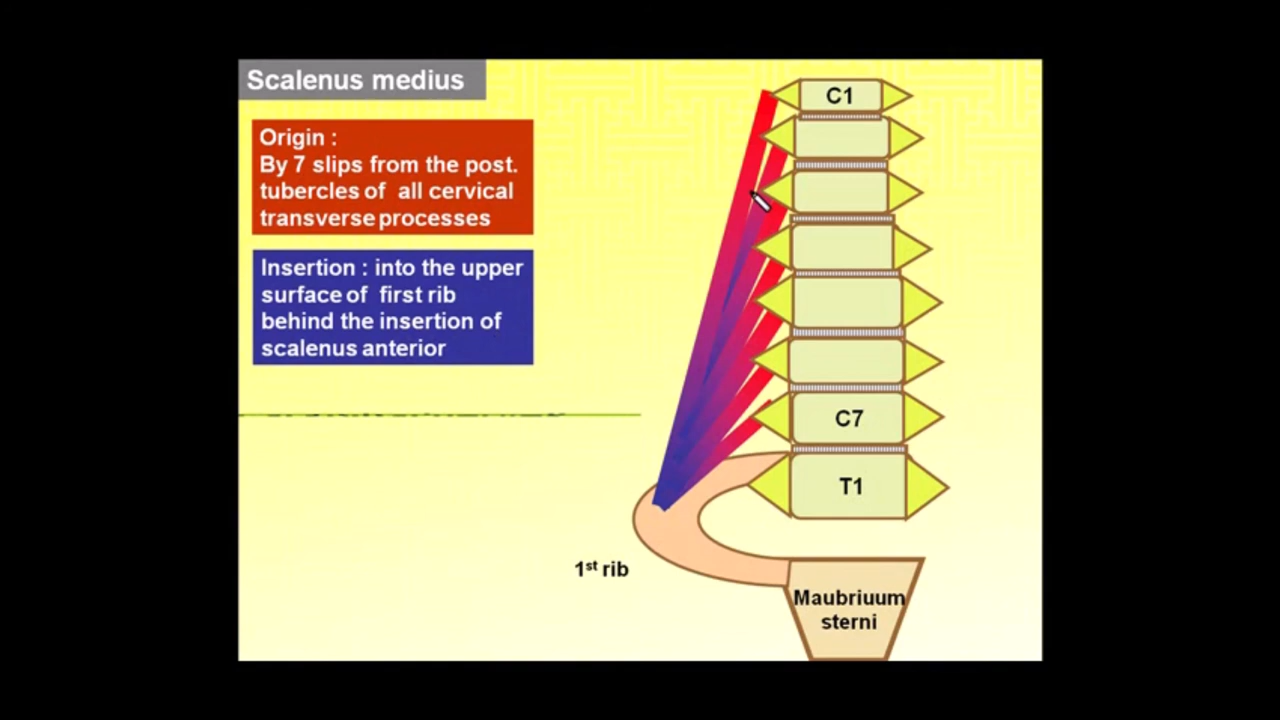 Scalenus medius
Origin :
By 7 slips from the post.
tubercles of all cervical
transverse processes
Insertion : into the upper
surface of first rib
behind the insertion of
scalenus anterior
C1
C7
T1
1st rib
Maubriuum
sterni